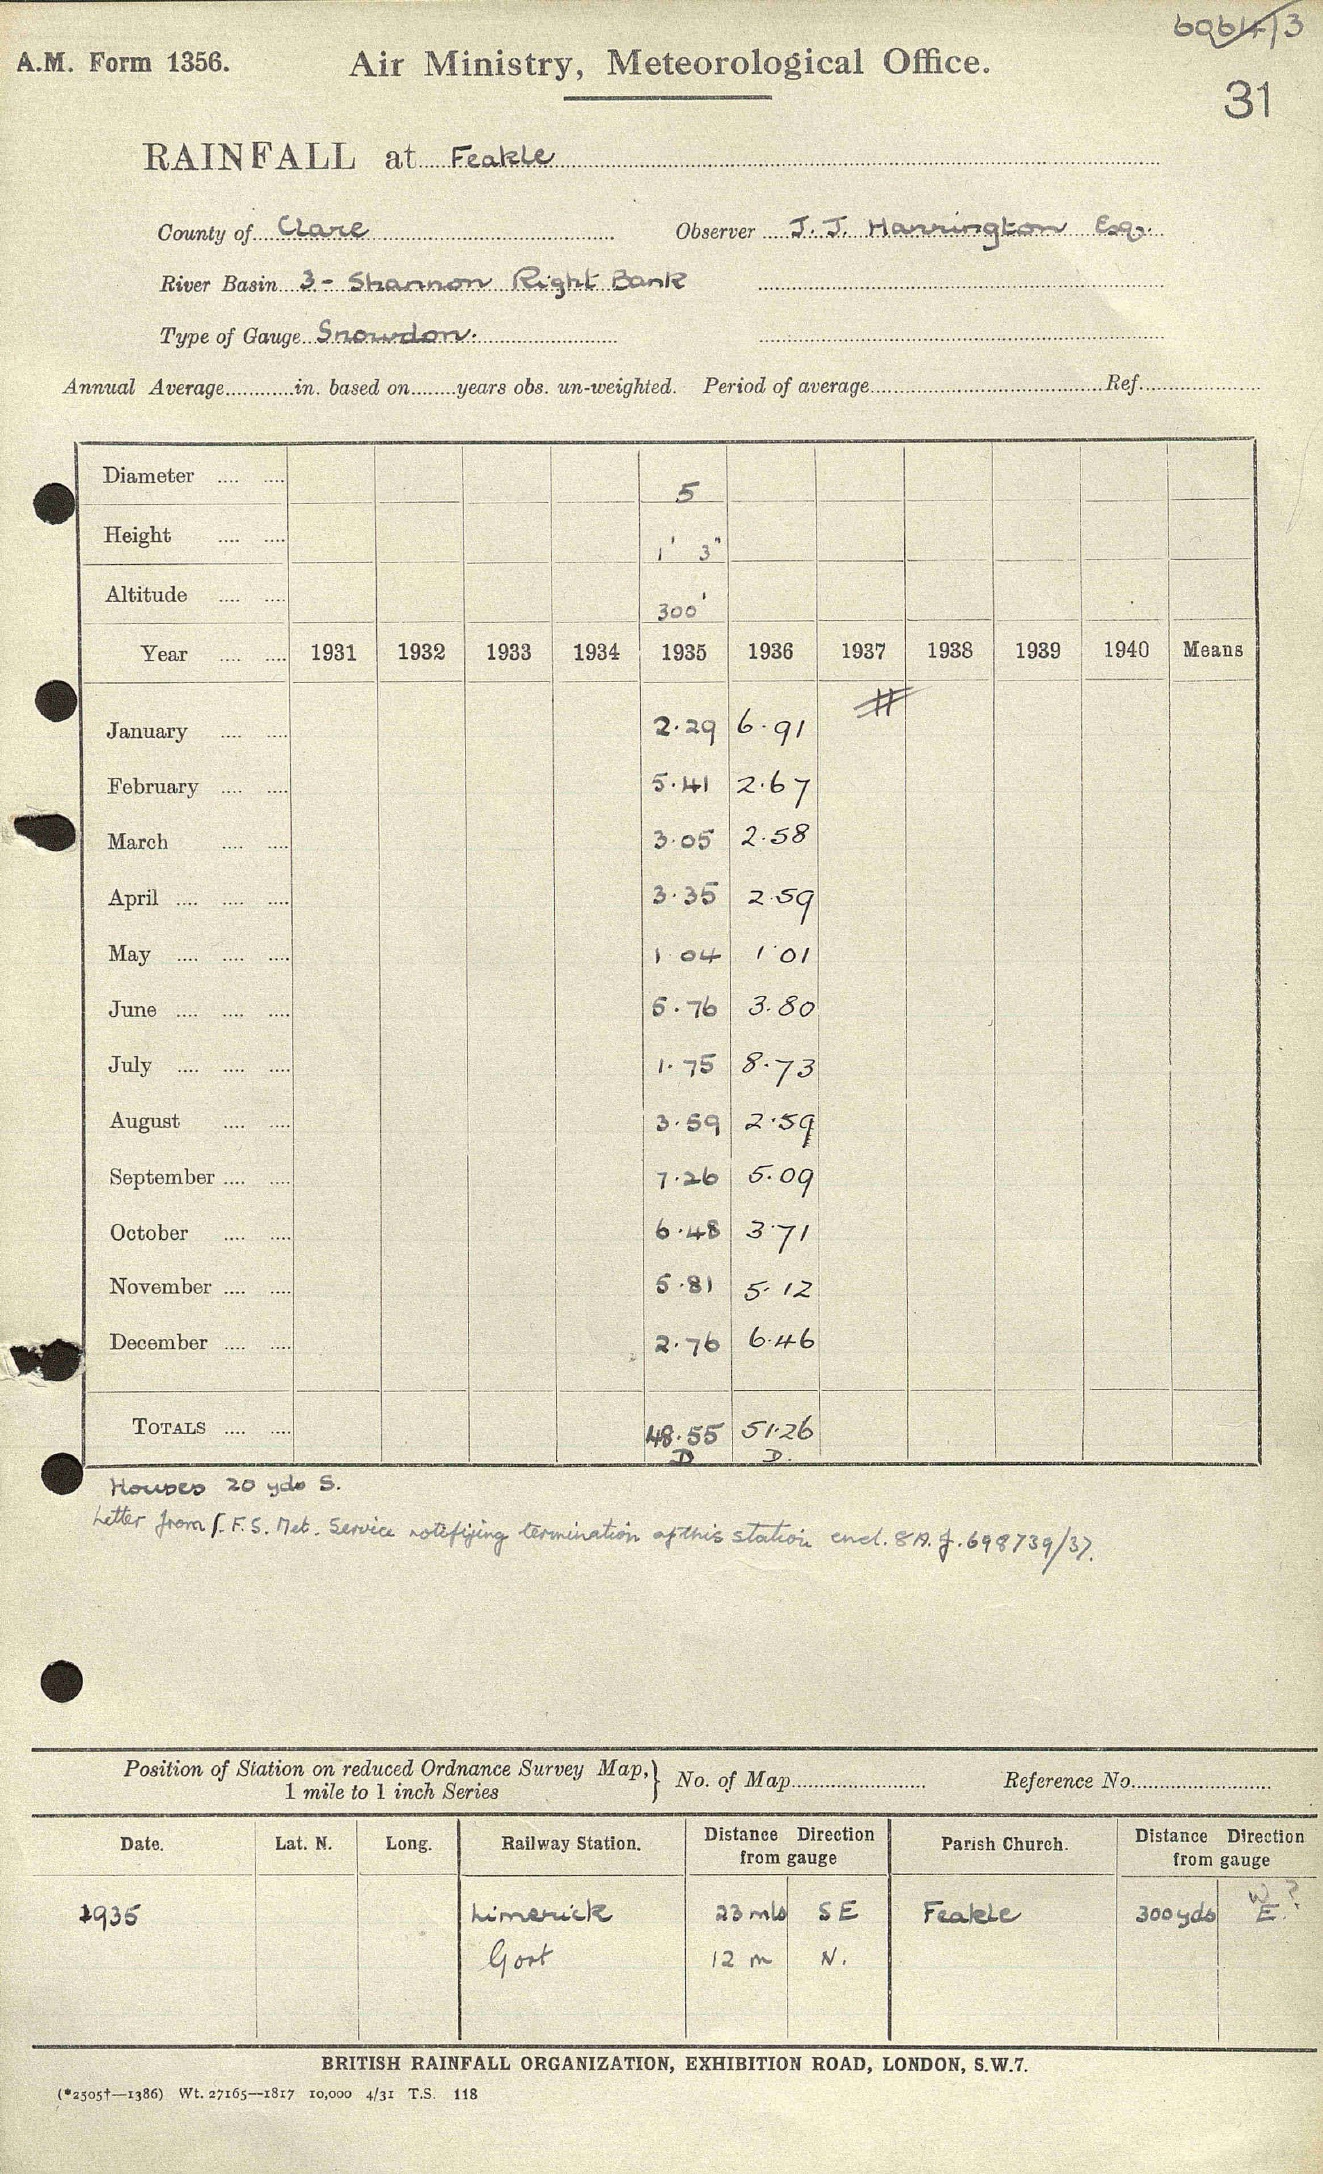 6964/3
A.M. Form 1356. Air Ministry, Meteorological Office.
31
RAINFALL at Feakle
County of Clare Observer J. J. Harrington Esq.
River Basin 3 - Shannon Right Bank
Type of Gauge Snowdon.
Annual Average............in. based on........years obs. un-weighted. Period of average............ Ref............
Diameter .... .... 5
Height .... .... 1' 3"
Altitude .... .... 300'
Year .... .... 1931 1932 1933 1934 1935 1936 1937 1938 1939 1940 Means
January .... .... 2.29 6.91 #
February .... .... 5.41 2.67
March .... .... 3.05 2.58
April .... .... .... 3.35 2.59
May .... .... .... 1 04 1.01
June .... .... .... 5.76 3.80
July .... .... .... 1.75 8.73
August .... .... 3.59 2.59
September .... .... 7.26 5.09
October .... .... 6.48 3.71
November .... .... 5.81 5.12
December .... .... 2.76 6.46
TOTALS .... .... 48.55 51.26
D D.
Houses 20 yds S.
Letter from I.F.S. Met. Service notifying termination of this station encl. 8A. J. 698739/37.
Position of Station on reduced Ordnance Survey Map, } No. of Map............ Reference No............
1 mile to 1 inch Series
Date. Lat. N. Long. Railway Station. Distance Direction from gauge Parish Church. Distance Direction from gauge
W ?
1935 Limerick 23 mls SE Feakle 300 yds E.
Gort 12 m N.
BRITISH RAINFALL ORGANIZATION, EXHIBITION ROAD, LONDON, S.W.7.
(*2505†—1386) Wt. 27165—1817 10,000 4/31 T.S. 118